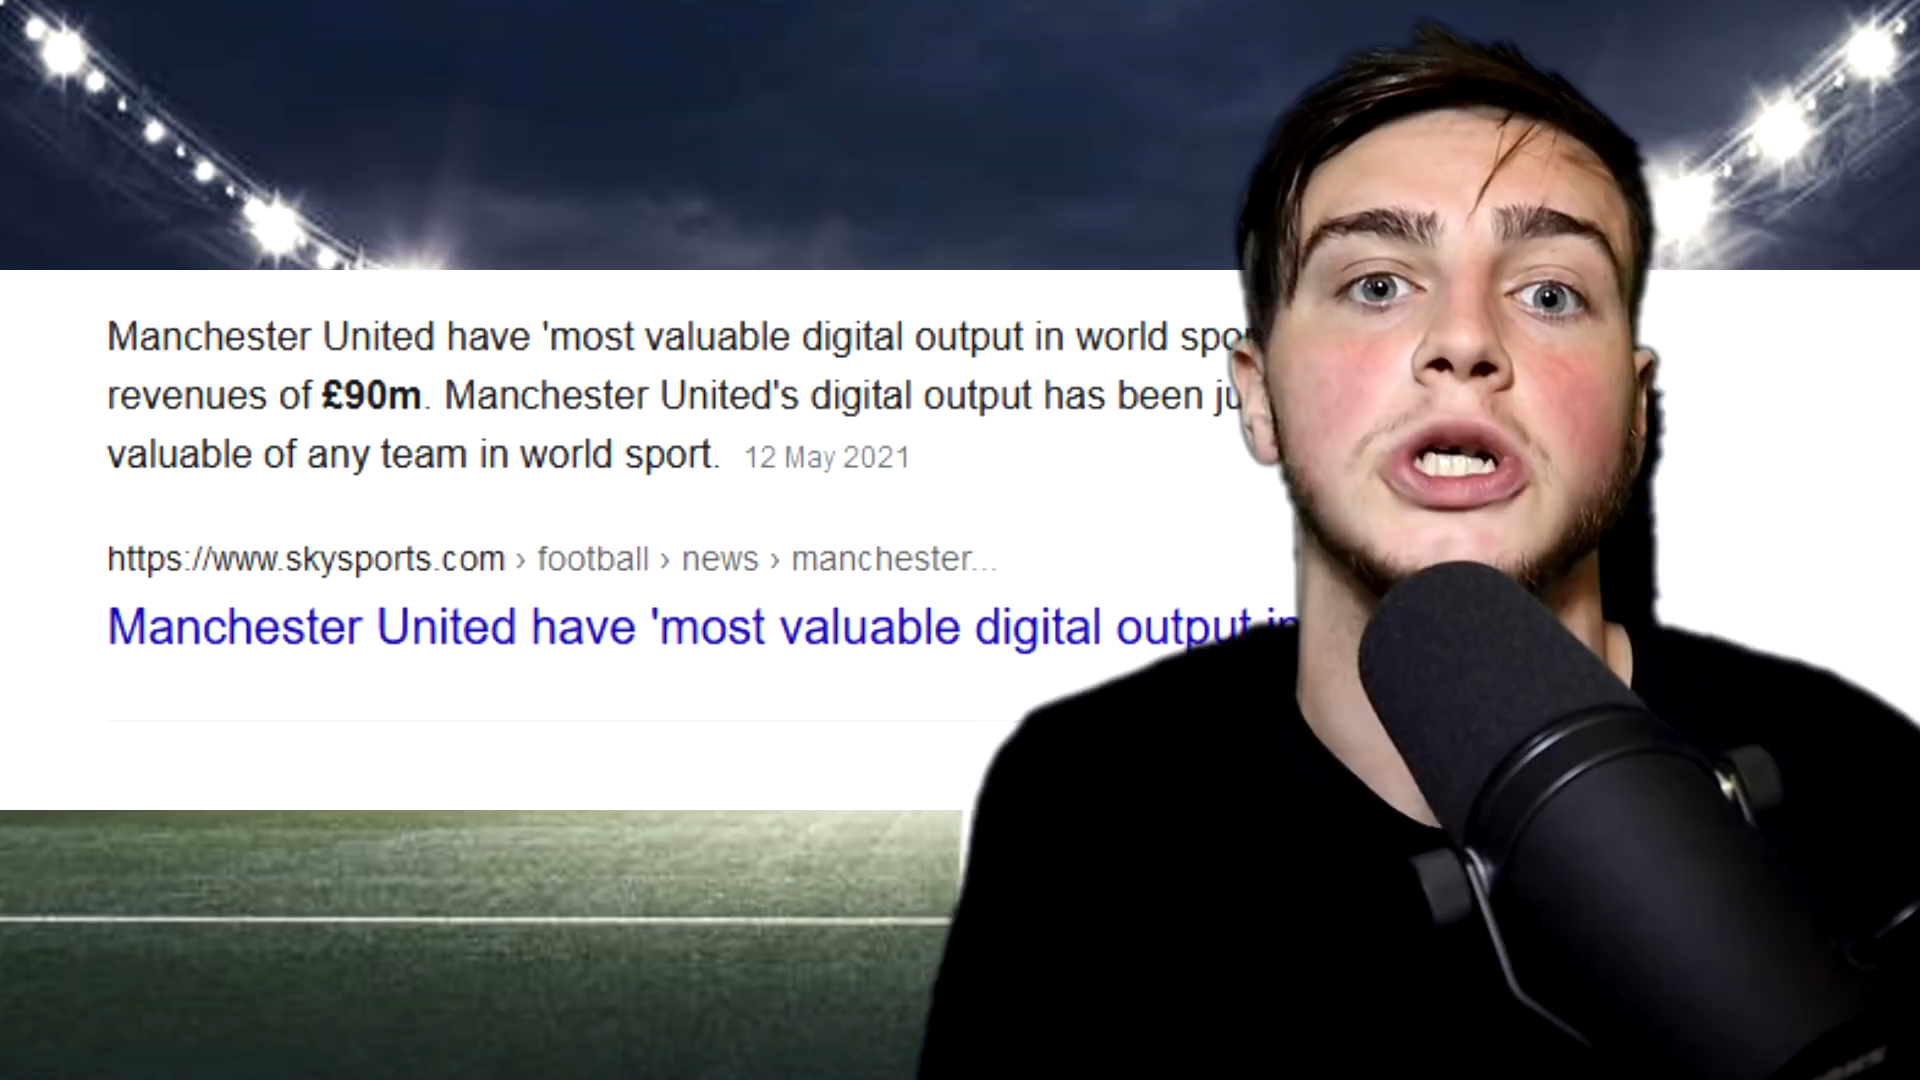 Manchester United have 'most valuable digital output in world
revenues of £90m. Manchester United's digital output has been
valuable of any team in world sport. 12 May 2021
https://www.skysports.com › football › news › manchester...
Manchester United have 'most valuable digital output